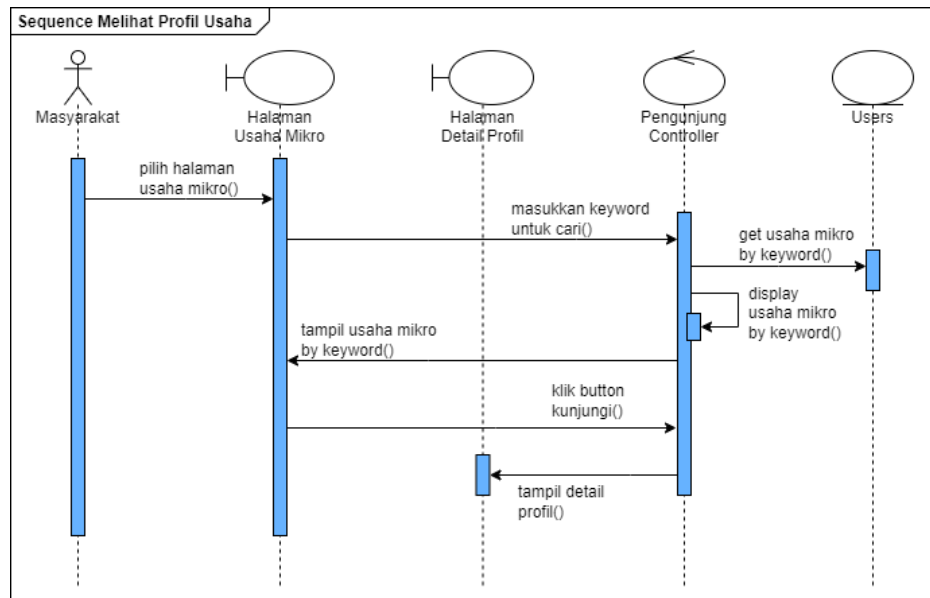 Sequence Melihat Profil Usaha
Masyarakat
Halaman
Usaha Mikro
Halaman
Detail Profil
Pengunjung
Controller
Users
pilih halaman
usaha mikro()
masukkan keyword
untuk cari()
get usaha mikro
by keyword()
display
usaha mikro
by keyword()
tampil usaha mikro
by keyword()
klik button
kunjungi()
tampil detail
profil()